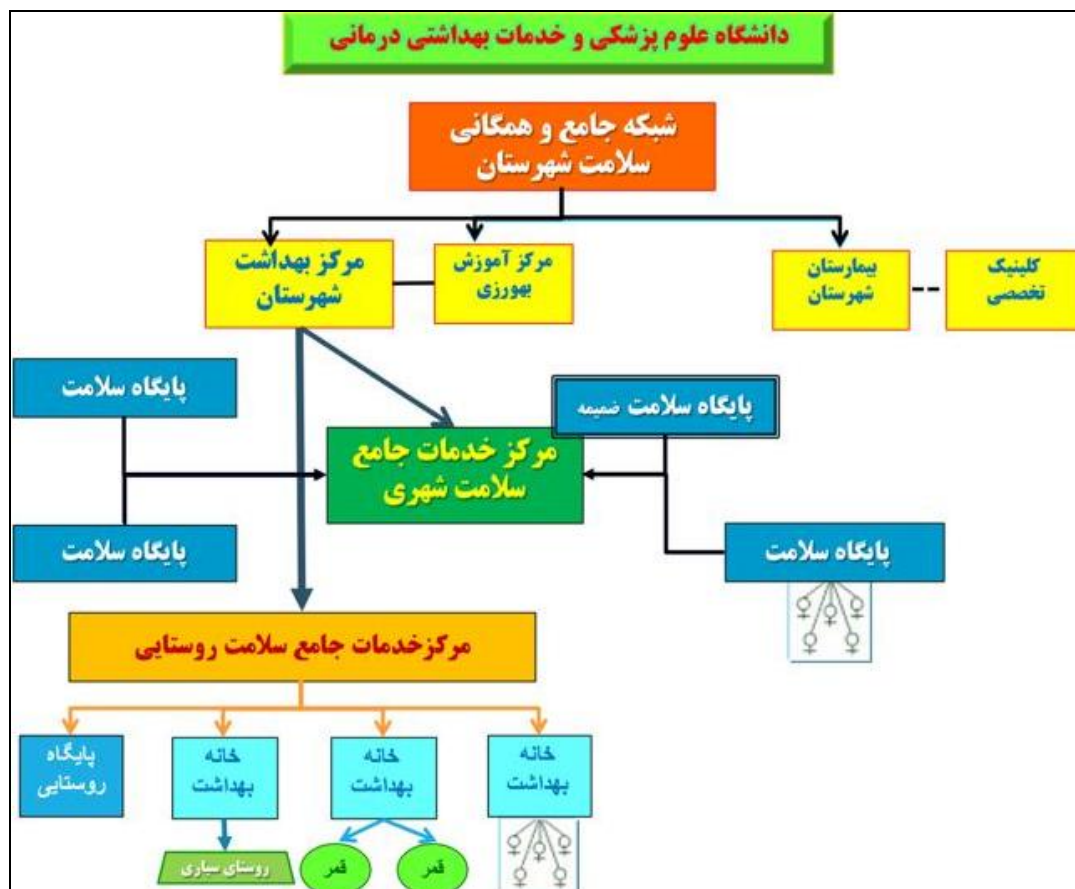 دانشگاه علوم پزشکی و خدمات بهداشتی درمانی
شبکه جامع و همگانی
سلامت شهرستان
مرکز بهداشت
شهرستان
مرکز آموزش
بهورزی
بیمارستان
شهرستان
کلینیک
تخصصی
پایگاه سلامت
پایگاه سلامت ضمیمه
مرکز خدمات جامع
سلامت شهری
پایگاه سلامت
پایگاه سلامت
مرکزخدمات جامع سلامت روستایی
خانه
بهداشت
خانه
بهداشت
خانه
بهداشت
پایگاه
روستایی
قمر
قمر
روستای سیاری